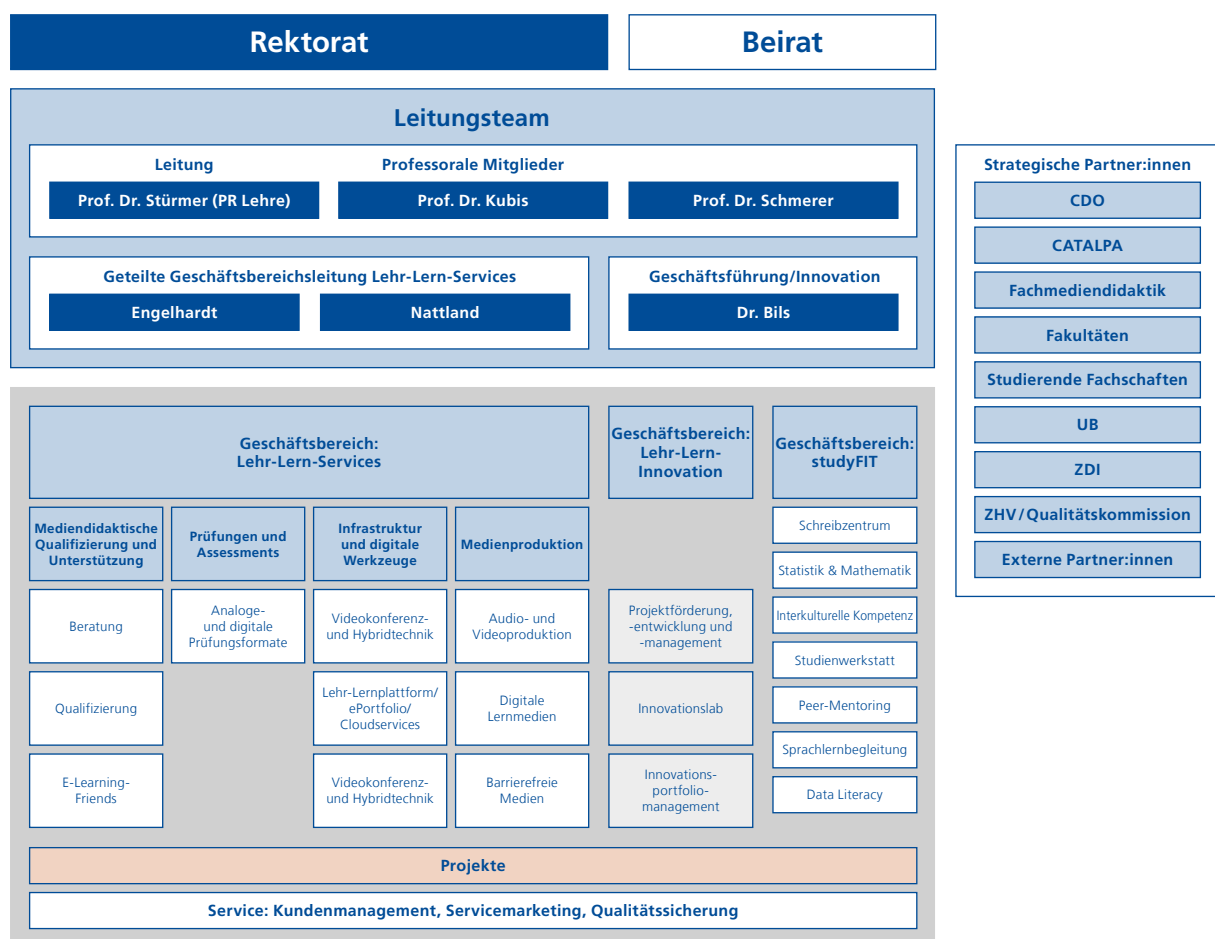 Rektorat
Beirat
Leitungsteam
Leitung
Professorale Mitglieder
Prof. Dr. Stürmer (PR Lehre)
Prof. Dr. Kubis
Prof. Dr. Schmerer
Geteilte Geschäftsbereichsleitung Lehr-Lern-Services
Engelhardt
Nattland
Geschäftsführung/Innovation
Dr. Bils
Strategische Partner:innen
CDO
CATALPA
Fachmediendidaktik
Fakultäten
Studierende Fachschaften
UB
ZDI
ZHV/Qualitätskommission
Externe Partner:innen
Geschäftsbereich:
Lehr-Lern-Services
Geschäftsbereich:
Lehr-Lern-
Innovation
Geschäftsbereich:
studyFIT
Mediendidaktische
Qualifizierung und
Unterstützung
Prüfungen und
Assessments
Infrastruktur
und digitale
Werkzeuge
Medienproduktion
Beratung
Qualifizierung
E-Learning-
Friends
Analoge-
und digitale
Prüfungsformate
Videokonferenz-
und Hybridtechnik
Lehr-Lernplattform/
ePortfolio/
Cloudservices
Videokonferenz-
und Hybridtechnik
Audio- und
Videoproduktion
Digitale
Lernmedien
Barrierefreie
Medien
Projektförderung,
-entwicklung und
-management
Innovationslab
Innovations-
portfolio-
management
Schreibzentrum
Statistik & Mathematik
Interkulturelle Kompetenz
Studienwerkstatt
Peer-Mentoring
Sprachlernbegleitung
Data Literacy
Projekte
Service: Kundenmanagement, Servicemarketing, Qualitätssicherung